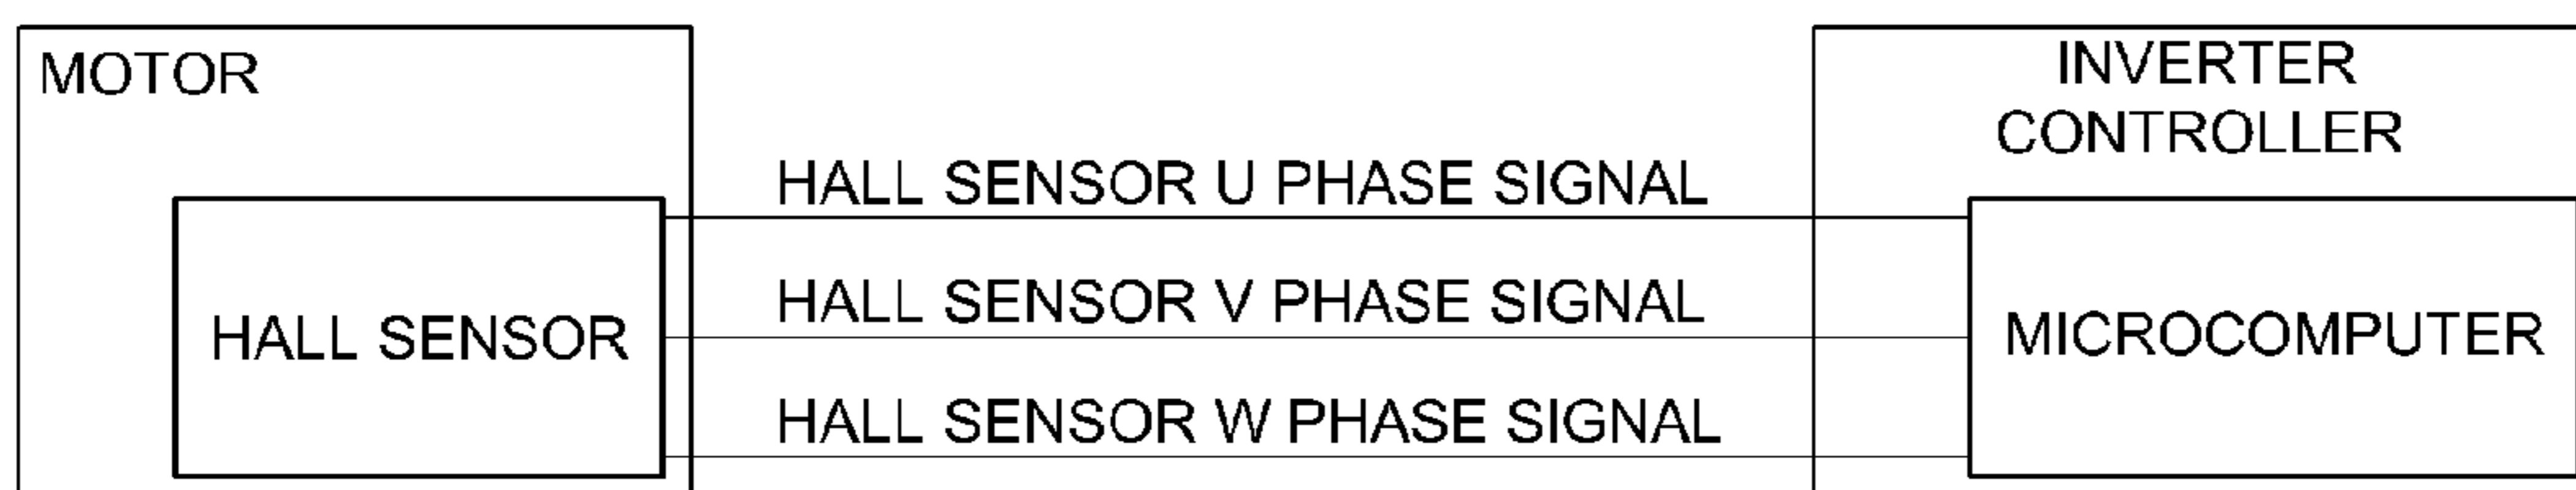 MOTOR
INVERTER
CONTROLLER
HALL SENSOR U PHASE SIGNAL
HALL SENSOR V PHASE SIGNAL
HALL SENSOR
MICROCOMPUTER
HALL SENSOR W PHASE SIGNAL